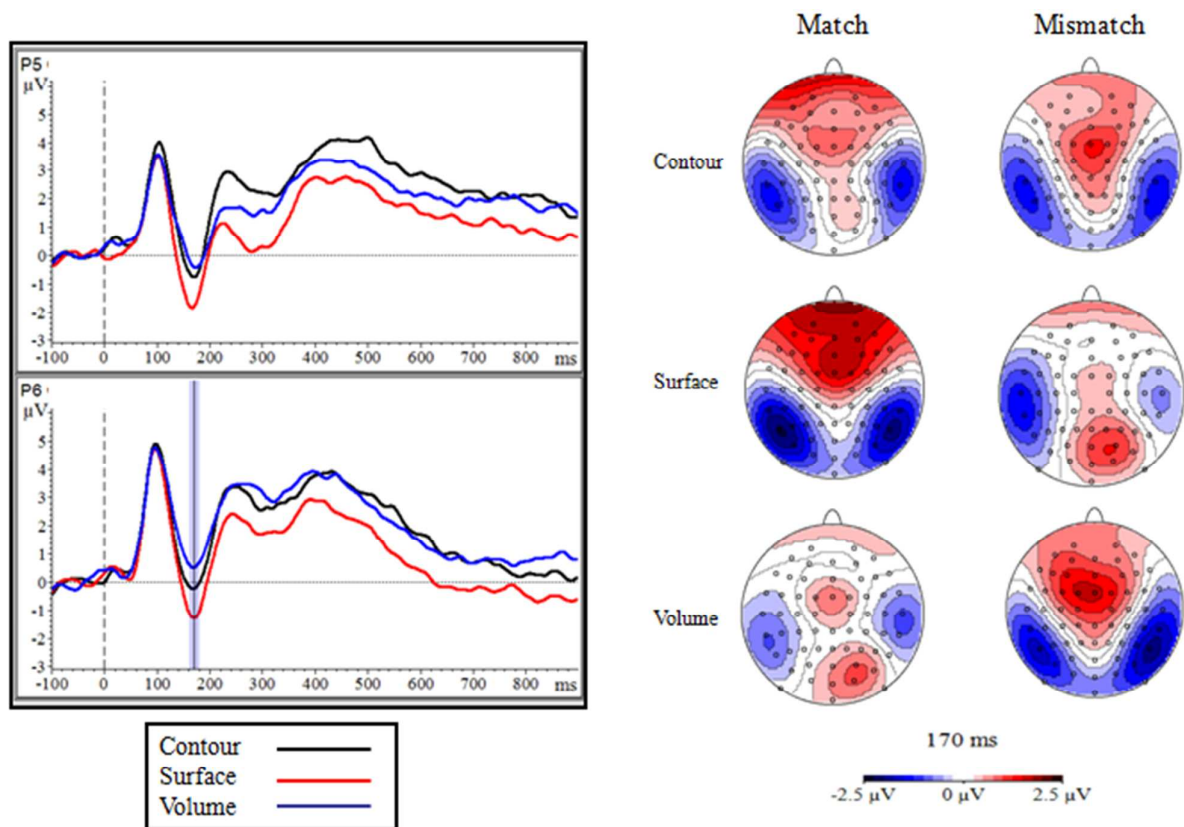 P5
µV
5
4
3
2
1
0
-1
-2
-3
-100 0 100 200 300 400 500 600 700 800 ms
P6
µV
5
4
3
2
1
0
-1
-2
-3
-100 0 100 200 300 400 500 600 700 800 ms
Contour
Surface
Volume
Match Mismatch
Contour
Surface
Volume
170 ms
-2.5 µV 0 µV 2.5 µV